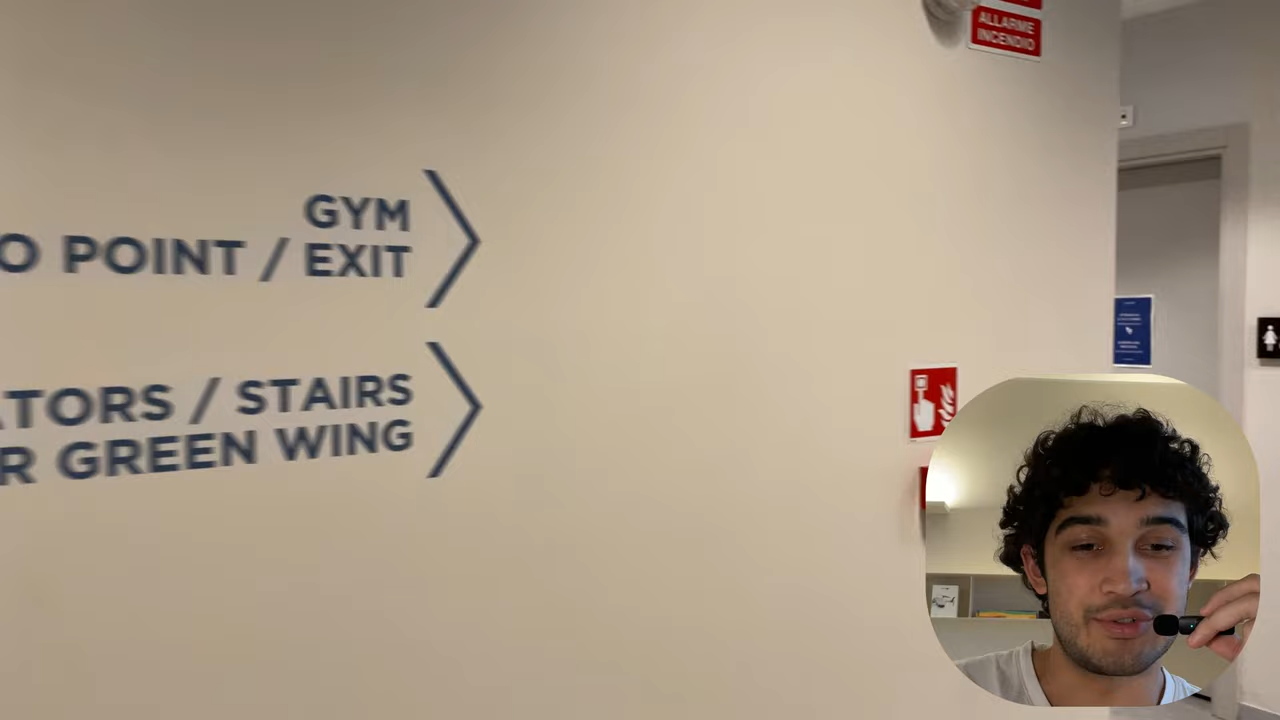 ALLARME
INCENDIO
GYM
O POINT / EXIT
ATORS / STAIRS
R GREEN WING